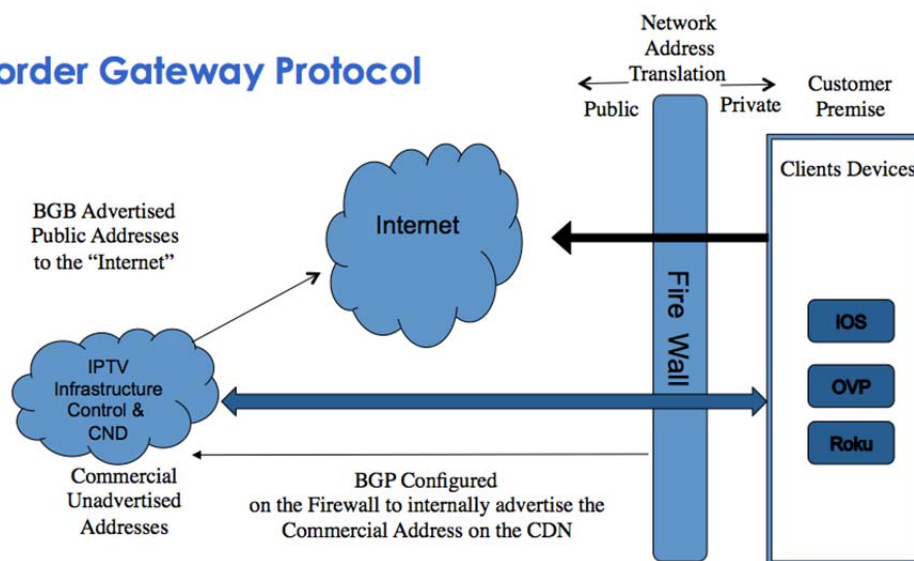 order Gateway Protocol
Network
Address
Translation
Public
Private
Customer
Premise
Clients Devices
BGB Advertised
Public Addresses
to the “Internet”
Internet
Fire Wall
IOS
OVP
Roku
IPTV
Infrastructure
Control &
CND
Commercial
Unadvertised
Addresses
BGP Configured
on the Firewall to internally advertise the
Commercial Address on the CDN